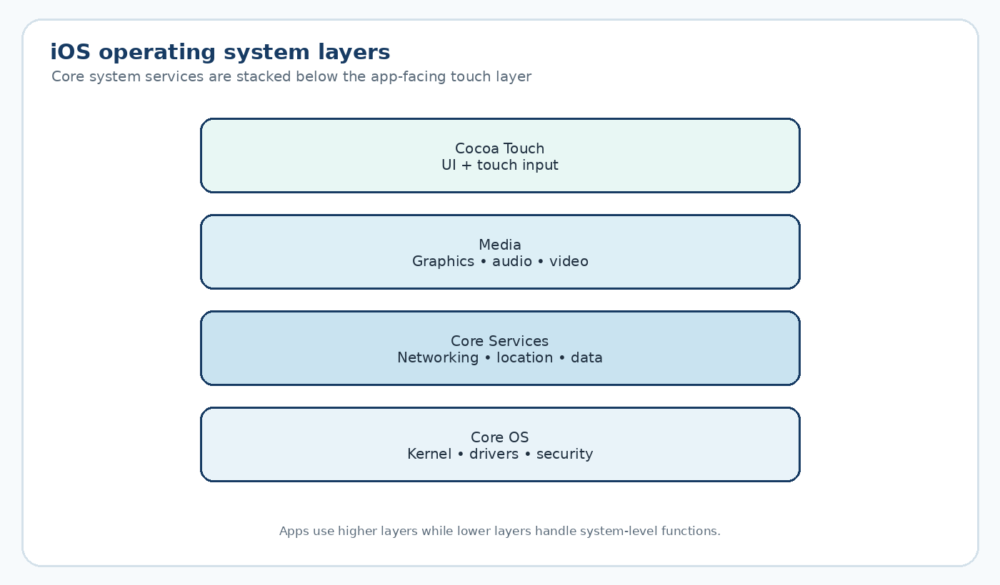 iOS operating system layers
Core system services are stacked below the app-facing touch layer
Cocoa Touch
UI + touch input
Media
Graphics • audio • video
Core Services
Networking • location • data
Core OS
Kernel • drivers • security
Apps use higher layers while lower layers handle system-level functions.